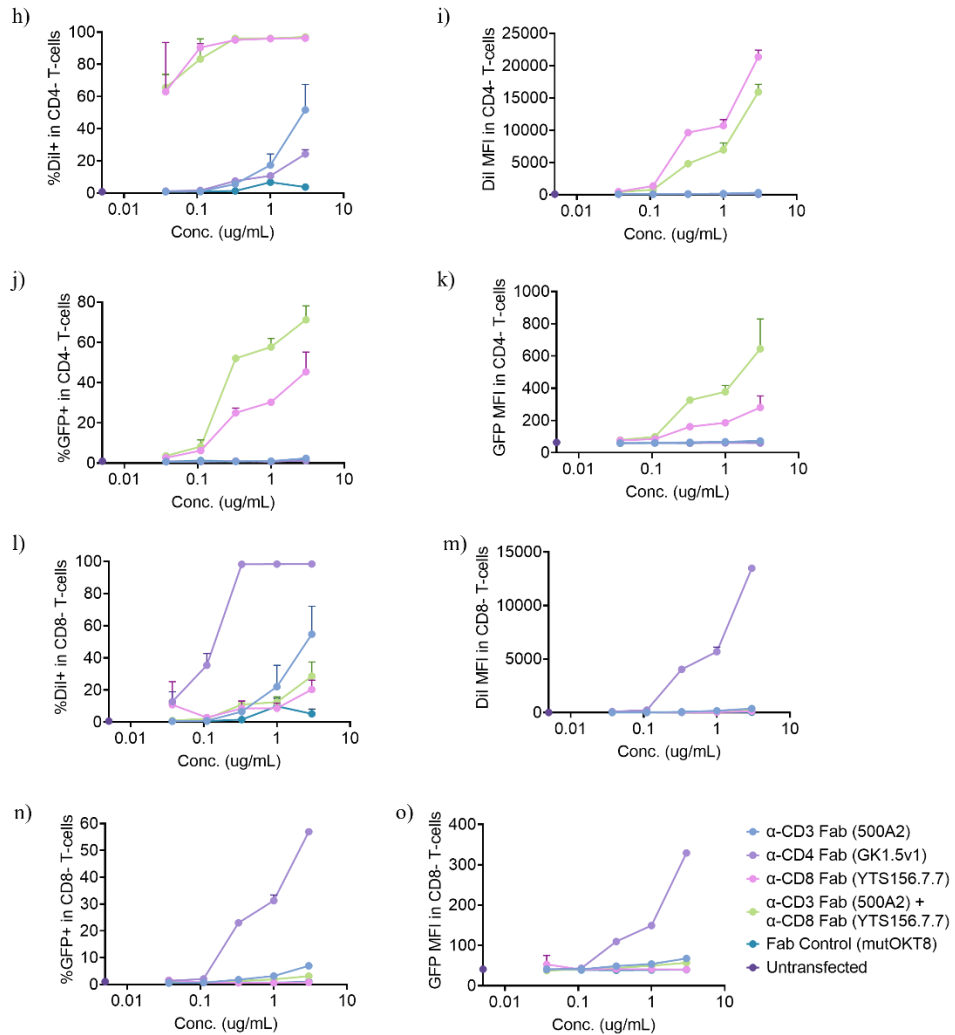 h)
%DiI+ in CD4- T-cells
100
80
60
40
20
0
0.01 0.1 1 10
Conc. (ug/mL)
i)
DiI MFI in CD4- T-cells
25000
20000
15000
10000
5000
0
0.01 0.1 1 10
Conc. (ug/mL)
j)
%GFP+ in CD4- T-cells
80
60
40
20
0
0.01 0.1 1 10
Conc. (ug/mL)
k)
GFP MFI in CD4- T-cells
1000
800
600
400
200
0
0.01 0.1 1 10
Conc. (ug/mL)
l)
%DiI+ in CD8- T-cells
100
80
60
40
20
0
0.01 0.1 1 10
Conc. (ug/mL)
m)
DiI MFI in CD8- T-cells
15000
10000
5000
0
0.01 0.1 1 10
Conc. (ug/mL)
n)
%GFP+ in CD8- T-cells
60
50
40
30
20
10
0
0.01 0.1 1 10
Conc. (ug/mL)
o)
GFP MFI in CD8- T-cells
400
300
200
100
0
0.01 0.1 1 10
Conc. (ug/mL)
α-CD3 Fab (500A2)
α-CD4 Fab (GK1.5v1)
α-CD8 Fab (YTS156.7.7)
α-CD3 Fab (500A2) +
α-CD8 Fab (YTS156.7.7)
Fab Control (mutOKT8)
Untransfected